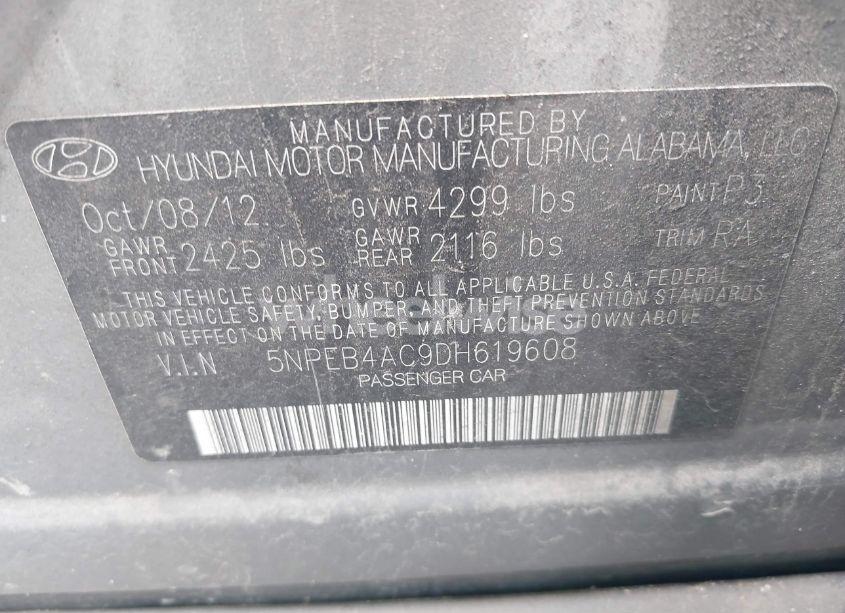 MANUFACTURED BY
HYUNDAI MOTOR MANUFACTURING ALABAMA, LLC
Oct/08/12 GVWR 4299 lbs PAINT P3
GAWR FRONT 2425 lbs GAWR REAR 2116 lbs TRIM RA
THIS VEHICLE CONFORMS TO ALL APPLICABLE U.S.A. FEDERAL
MOTOR VEHICLE SAFETY, BUMPER, AND THEFT PREVENTION STANDARDS
IN EFFECT ON THE DATE OF MANUFACTURE SHOWN ABOVE.
V.I.N 5NPEB4AC9DH619608
PASSENGER CAR